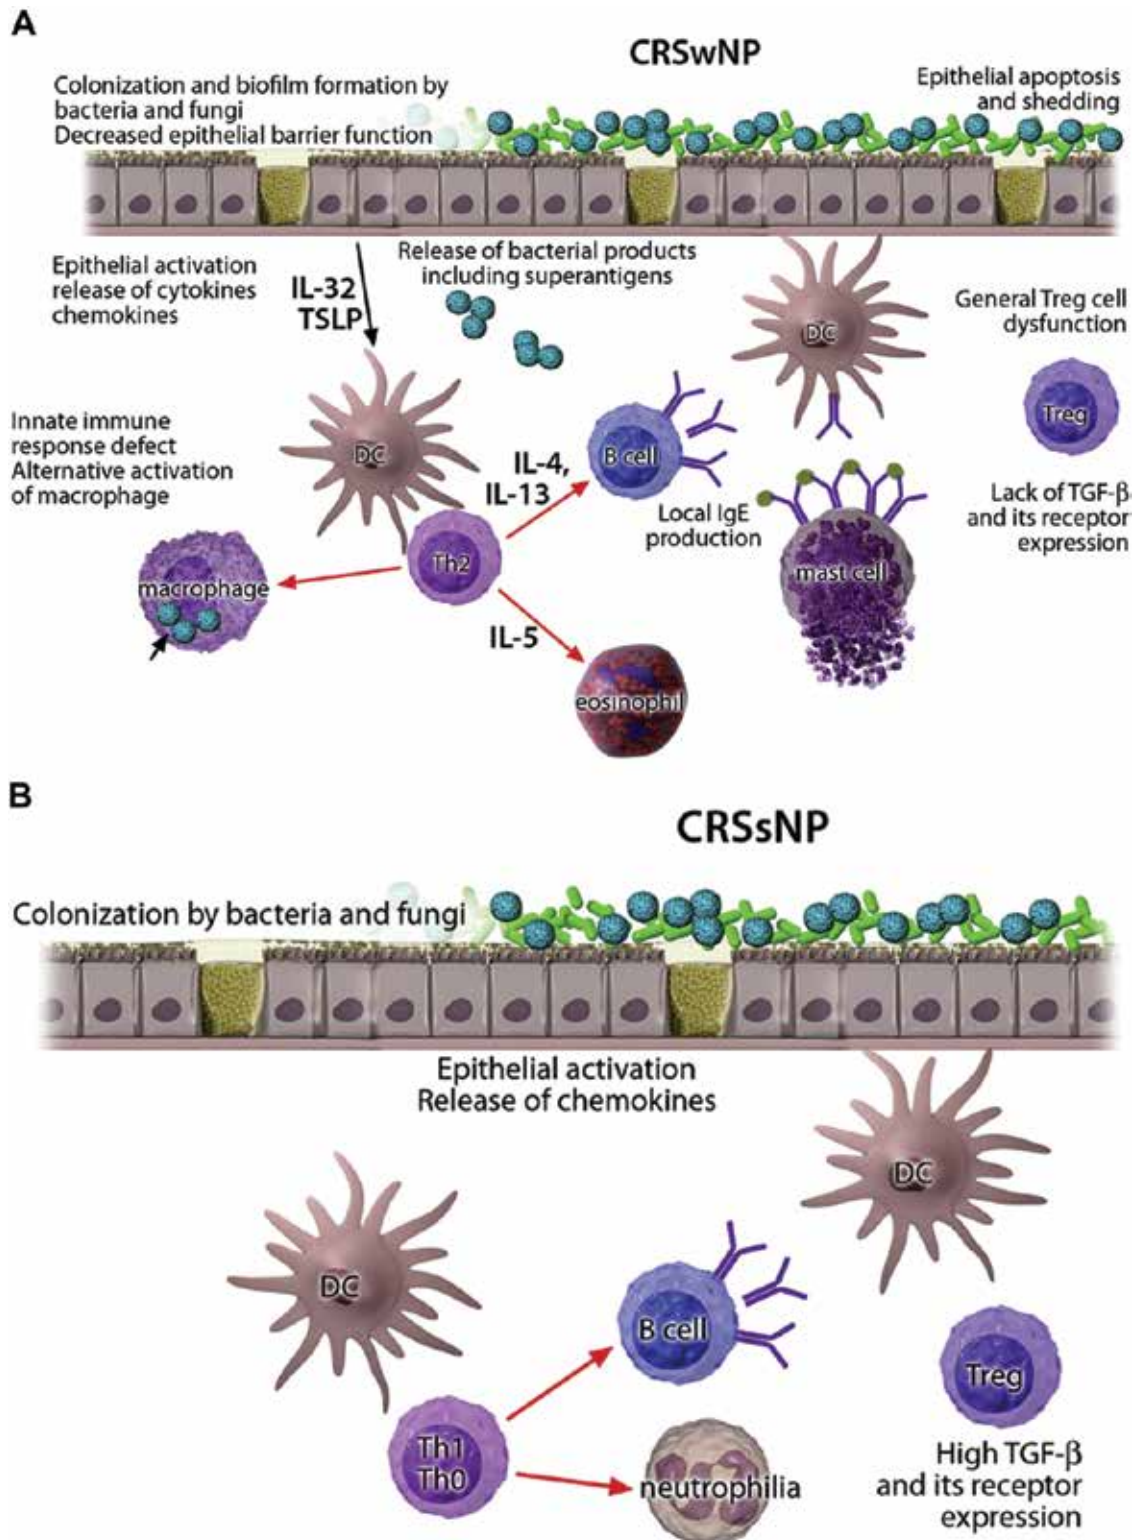 A
CRSwNP
Colonization and biofilm formation by
bacteria and fungi
Decreased epithelial barrier function
Epithelial apoptosis
and shedding
Epithelial activation
release of cytokines
chemokines
IL-32
TSLP
Release of bacterial products
including superantigens
DC
General Treg cell
dysfunction
Treg
Innate immune
response defect
Alternative activation
of macrophage
DC
IL-4,
IL-13
B cell
Local IgE
production
Lack of TGF-β
and its receptor
expression
macrophage
Th2
mast cell
IL-5
eosinophil
B
CRSsNP
Colonization by bacteria and fungi
Epithelial activation
Release of chemokines
DC
DC
B cell
Treg
Th1
Th0
neutrophilia
High TGF-β
and its receptor
expression